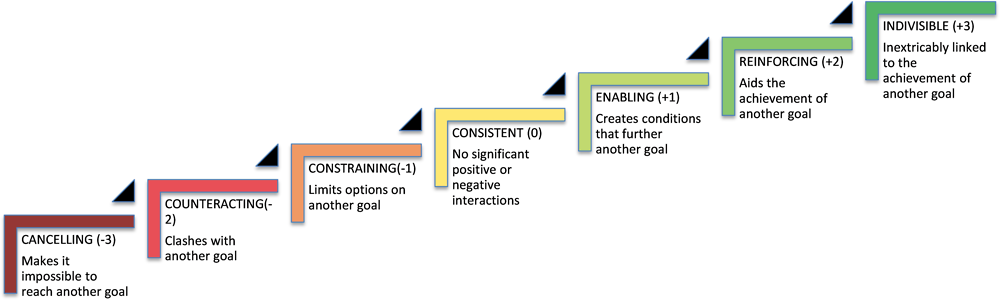 CANCELLING (-3)
Makes it
impossible to
reach another goal
COUNTERACTING(-
2)
Clashes with
another goal
CONSTRAINING(-1)
Limits options on
another goal
CONSISTENT (0)
No significant
positive or
negative
interactions
ENABLING (+1)
Creates conditions
that further
another goal
REINFORCING (+2)
Aids the
achievement of
another goal
INDIVISIBLE (+3)
Inextricably linked
to the
achievement of
another goal